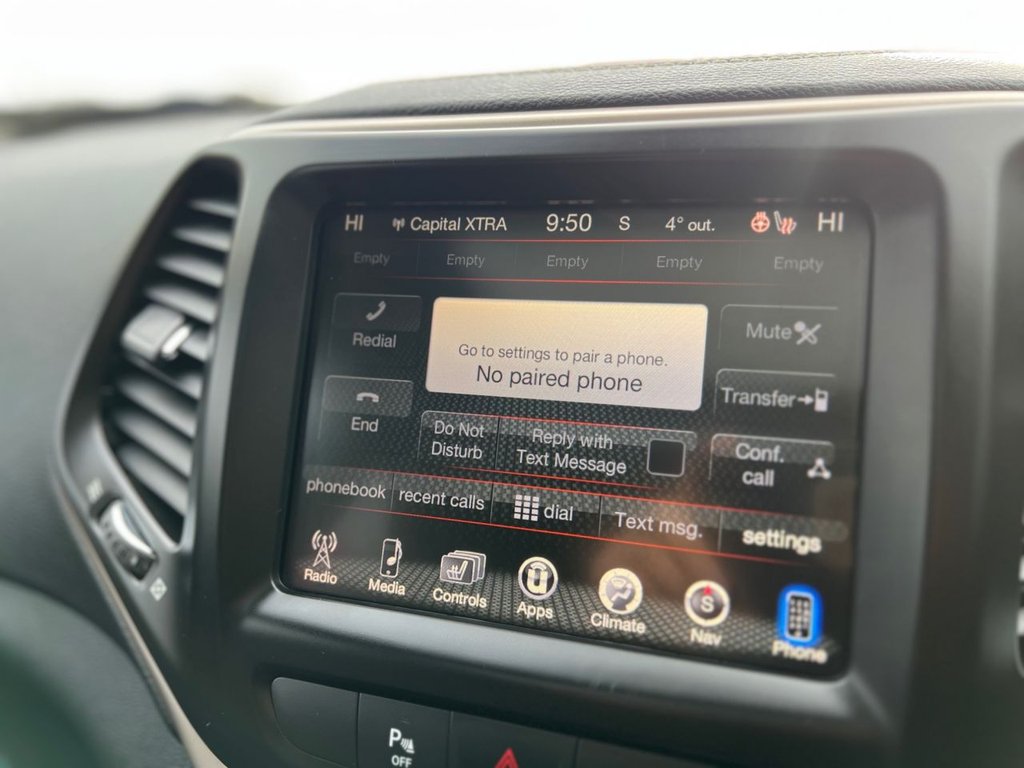 HI Capital XTRA 9:50 S 4° out. HI
Empty Empty Empty Empty Empty
Redial
Go to settings to pair a phone.
No paired phone
Mute
Transfer
End
Do Not
Disturb
Reply with
Text Message
Conf.
call
phonebook recent calls dial Text msg. settings
Radio Media Controls Apps Climate Nav Phone
S
P
OFF